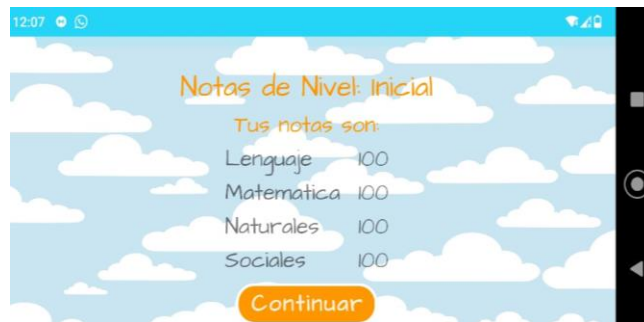 12:07
Notas de Nivel: Inicial
Tus notas son:
Lenguaje 100
Matematica 100
Naturales 100
Sociales 100
Continuar